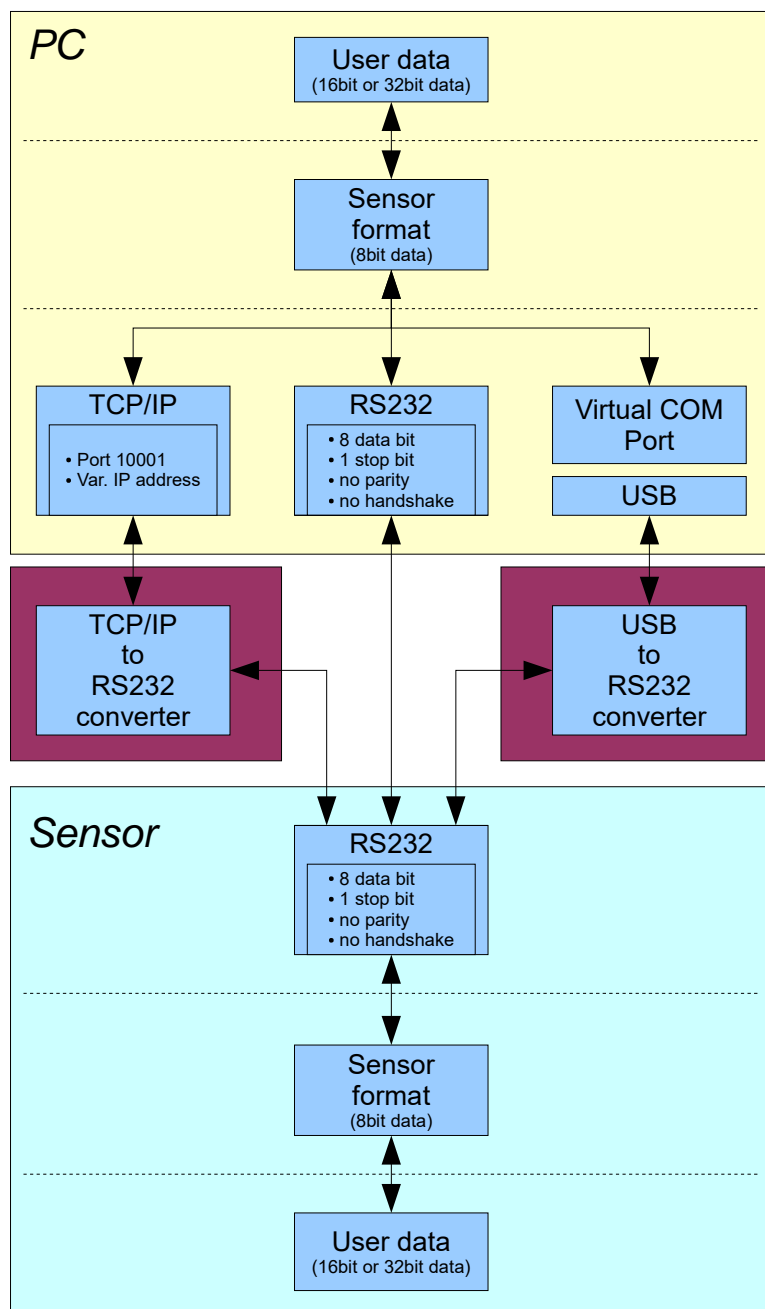 PC
User data
(16bit or 32bit data)
Sensor
format
(8bit data)
TCP/IP
• Port 10001
• Var. IP address
RS232
• 8 data bit
• 1 stop bit
• no parity
• no handshake
Virtual COM
Port
USB
TCP/IP
to
RS232
converter
USB
to
RS232
converter
Sensor
RS232
• 8 data bit
• 1 stop bit
• no parity
• no handshake
Sensor
format
(8bit data)
User data
(16bit or 32bit data)